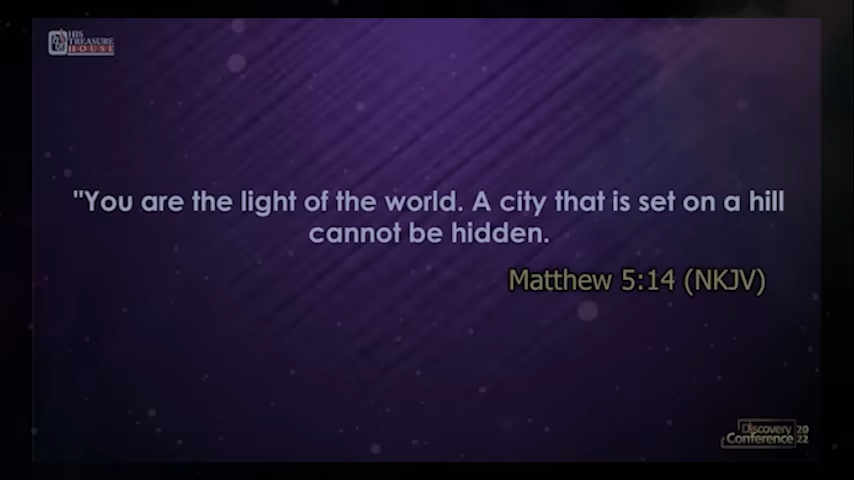 HIS
TREASURE
HOUSE
"You are the light of the world. A city that is set on a hill
cannot be hidden.
Matthew 5:14 (NKJV)
Discovery 20
Conference 22